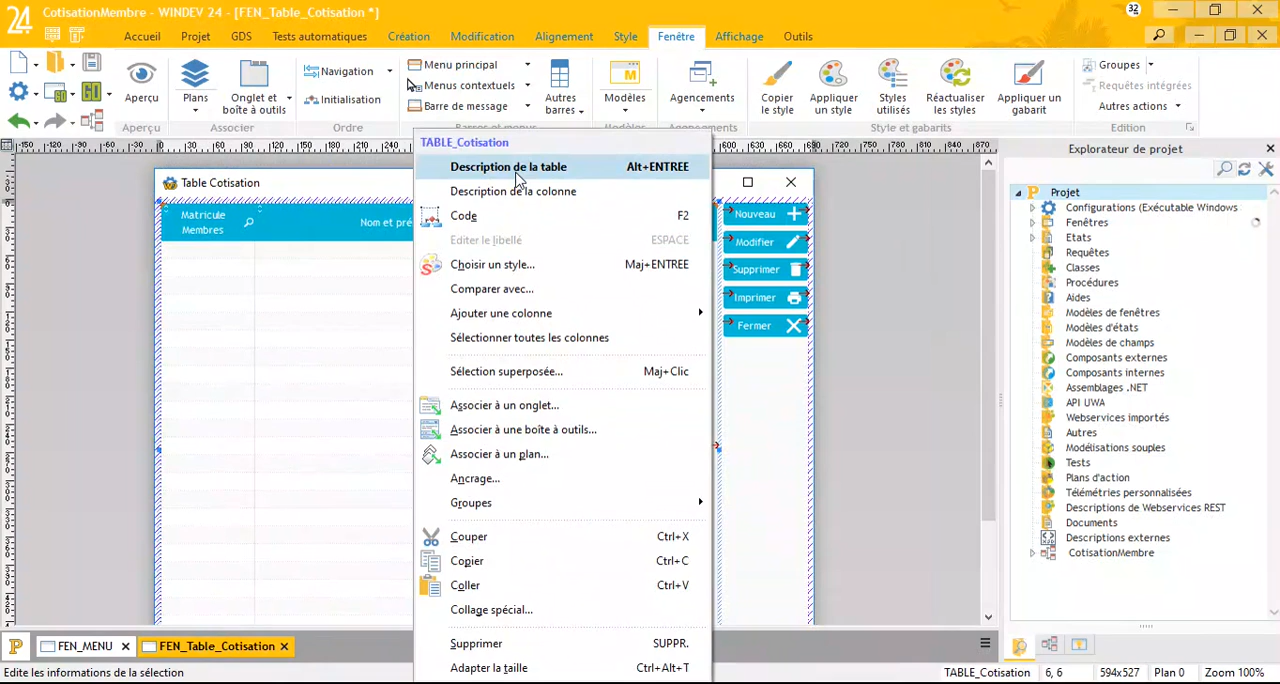 24
CotisationMembre - WINDEV 24 - [FEN_Table_Cotisation *]
32
Accueil Projet GDS Tests automatiques Création Modification Alignement Style Fenêtre Affichage Outils
Aperçu
Plans
Onglet et boîte à outils
Navigation
Initialisation
Menu principal
Menus contextuels
Barre de message
Autres barres
Modèles
Agencements
Copier le style
Appliquer un style
Styles utilisés
Réactualiser les styles
Appliquer un gabarit
Groupes
Requêtes intégrées
Autres actions
Aperçu Associer Ordre Barres et menus Modèles Agencements Style et gabarits Edition
Table Cotisation
Matricule Membres
Nom et pré
Nouveau
Modifier
Supprimer
Imprimer
Fermer
TABLE_Cotisation
Description de la table Alt+ENTREE
Description de la colonne
Code F2
Editer le libellé ESPACE
Choisir un style... Maj+ENTREE
Comparer avec...
Ajouter une colonne
Sélectionner toutes les colonnes
Sélection superposée... Maj+Clic
Associer à un onglet...
Associer à une boîte à outils...
Associer à un plan...
Ancrage...
Groupes
Couper Ctrl+X
Copier Ctrl+C
Coller Ctrl+V
Collage spécial...
Supprimer SUPPR.
Adapter la taille Ctrl+Alt+T
Explorateur de projet
Projet
Configurations (Exécutable Windows
Fenêtres
Etats
Requêtes
Classes
Procédures
Aides
Modèles de fenêtres
Modèles d'états
Modèles de champs
Composants externes
Composants internes
Assemblages .NET
API UWA
Webservices importés
Autres
Modélisations souples
Tests
Plans d'action
Télémétries personnalisées
Descriptions de Webservices REST
Documents
Descriptions externes
CotisationMembre
FEN_MENU
FEN_Table_Cotisation
Edite les informations de la sélection
TABLE_Cotisation 6, 6 594x527 Plan 0 Zoom 100%